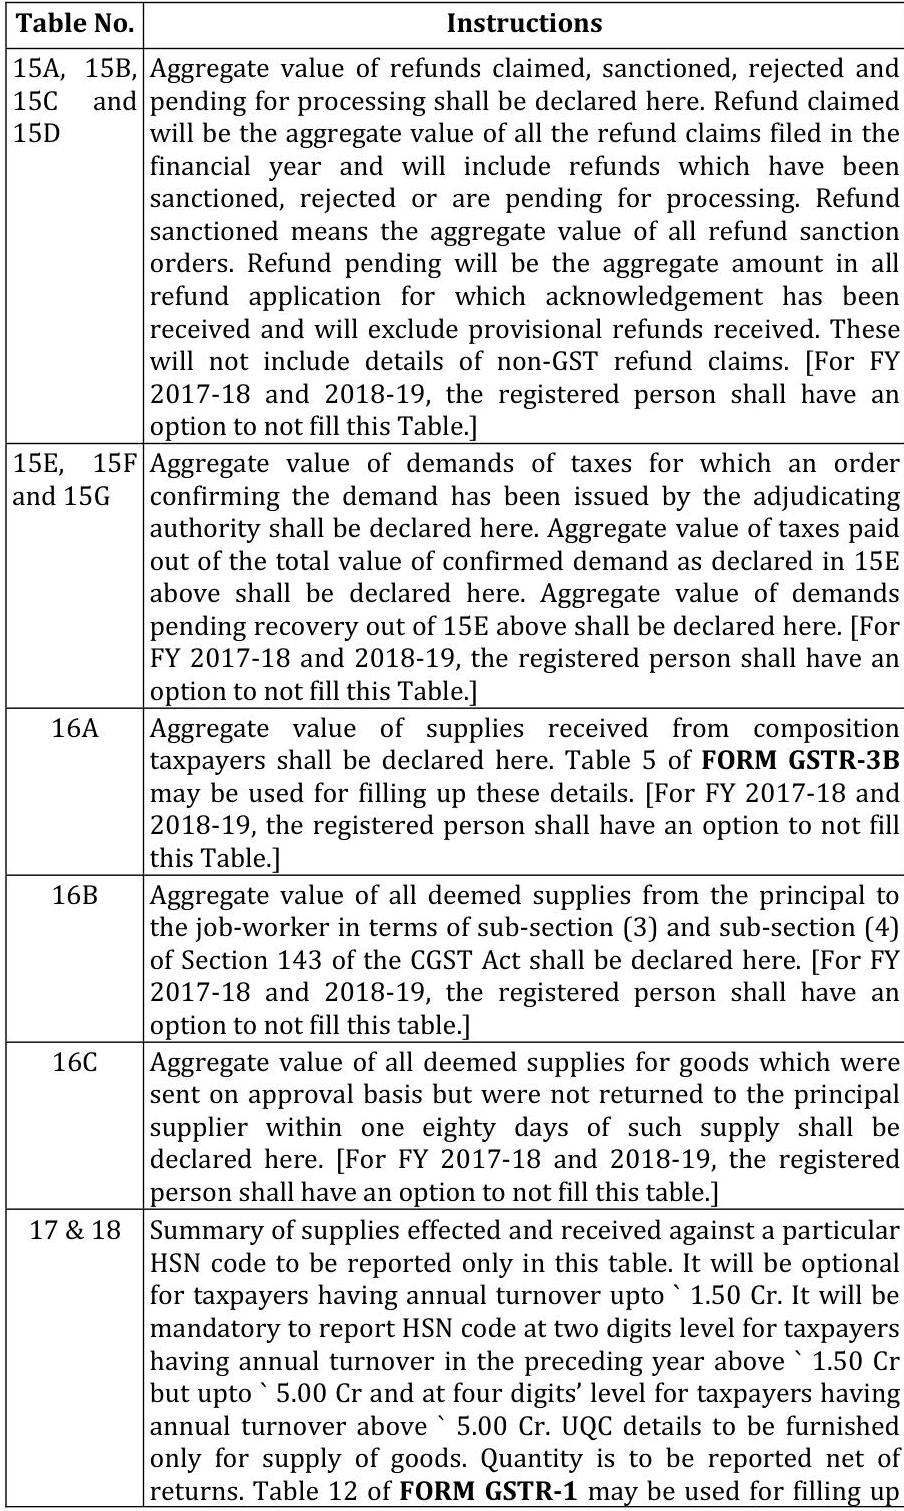 Table No. Instructions
15A, 15B, Aggregate value of refunds claimed, sanctioned, rejected and
15C and pending for processing shall be declared here. Refund claimed
15D will be the aggregate value of all the refund claims filed in the
financial year and will include refunds which have been
sanctioned, rejected or are pending for processing. Refund
sanctioned means the aggregate value of all refund sanction
orders. Refund pending will be the aggregate amount in all
refund application for which acknowledgement has been
received and will exclude provisional refunds received. These
will not include details of non-GST refund claims. [For FY
2017-18 and 2018-19, the registered person shall have an
option to not fill this Table.]
15E, 15F Aggregate value of demands of taxes for which an order
and 15G confirming the demand has been issued by the adjudicating
authority shall be declared here. Aggregate value of taxes paid
out of the total value of confirmed demand as declared in 15E
above shall be declared here. Aggregate value of demands
pending recovery out of 15E above shall be declared here. [For
FY 2017-18 and 2018-19, the registered person shall have an
option to not fill this Table.]
16A Aggregate value of supplies received from composition
taxpayers shall be declared here. Table 5 of FORM GSTR-3B
may be used for filling up these details. [For FY 2017-18 and
2018-19, the registered person shall have an option to not fill
this Table.]
16B Aggregate value of all deemed supplies from the principal to
the job-worker in terms of sub-section (3) and sub-section (4)
of Section 143 of the CGST Act shall be declared here. [For FY
2017-18 and 2018-19, the registered person shall have an
option to not fill this table.]
16C Aggregate value of all deemed supplies for goods which were
sent on approval basis but were not returned to the principal
supplier within one eighty days of such supply shall be
declared here. [For FY 2017-18 and 2018-19, the registered
person shall have an option to not fill this table.]
17 & 18 Summary of supplies effected and received against a particular
HSN code to be reported only in this table. It will be optional
for taxpayers having annual turnover upto ` 1.50 Cr. It will be
mandatory to report HSN code at two digits level for taxpayers
having annual turnover in the preceding year above ` 1.50 Cr
but upto ` 5.00 Cr and at four digits’ level for taxpayers having
annual turnover above ` 5.00 Cr. UQC details to be furnished
only for supply of goods. Quantity is to be reported net of
returns. Table 12 of FORM GSTR-1 may be used for filling up